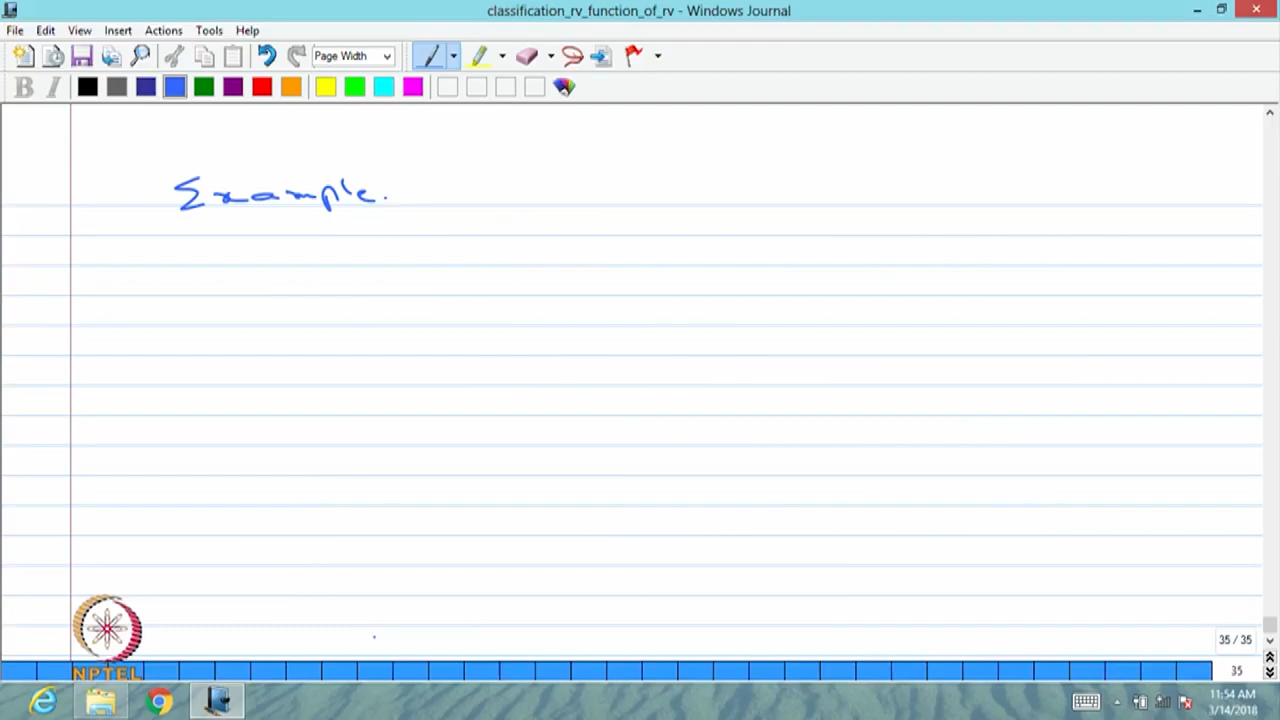 classification_rv_function_of_rv - Windows Journal
File Edit View Insert Actions Tools Help
Page Width
B I
Example.
35 / 35
NPTEL
35
11:54 AM
3/14/2018